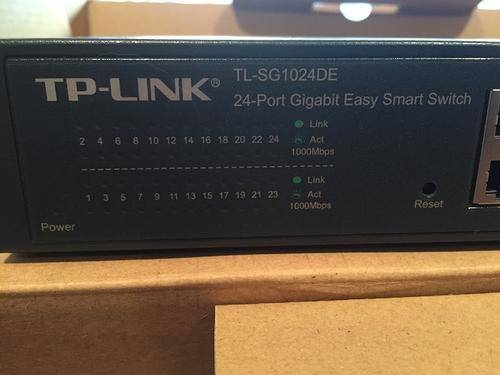 TP-LINK®
TL-SG1024DE
24-Port Gigabit Easy Smart Switch
Link
2 4 6 8 10 12 14 16 18 20 22 24
Act
1000Mbps
Link
1 3 5 7 9 11 13 15 17 19 21 23
Act
1000Mbps
Reset
Power